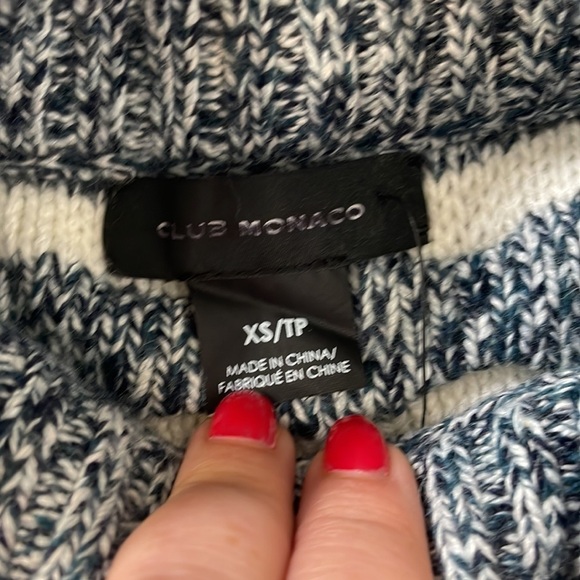 CLUB MONACO
XS/TP
MADE IN CHINA/
FABRIQUÉ EN CHINE